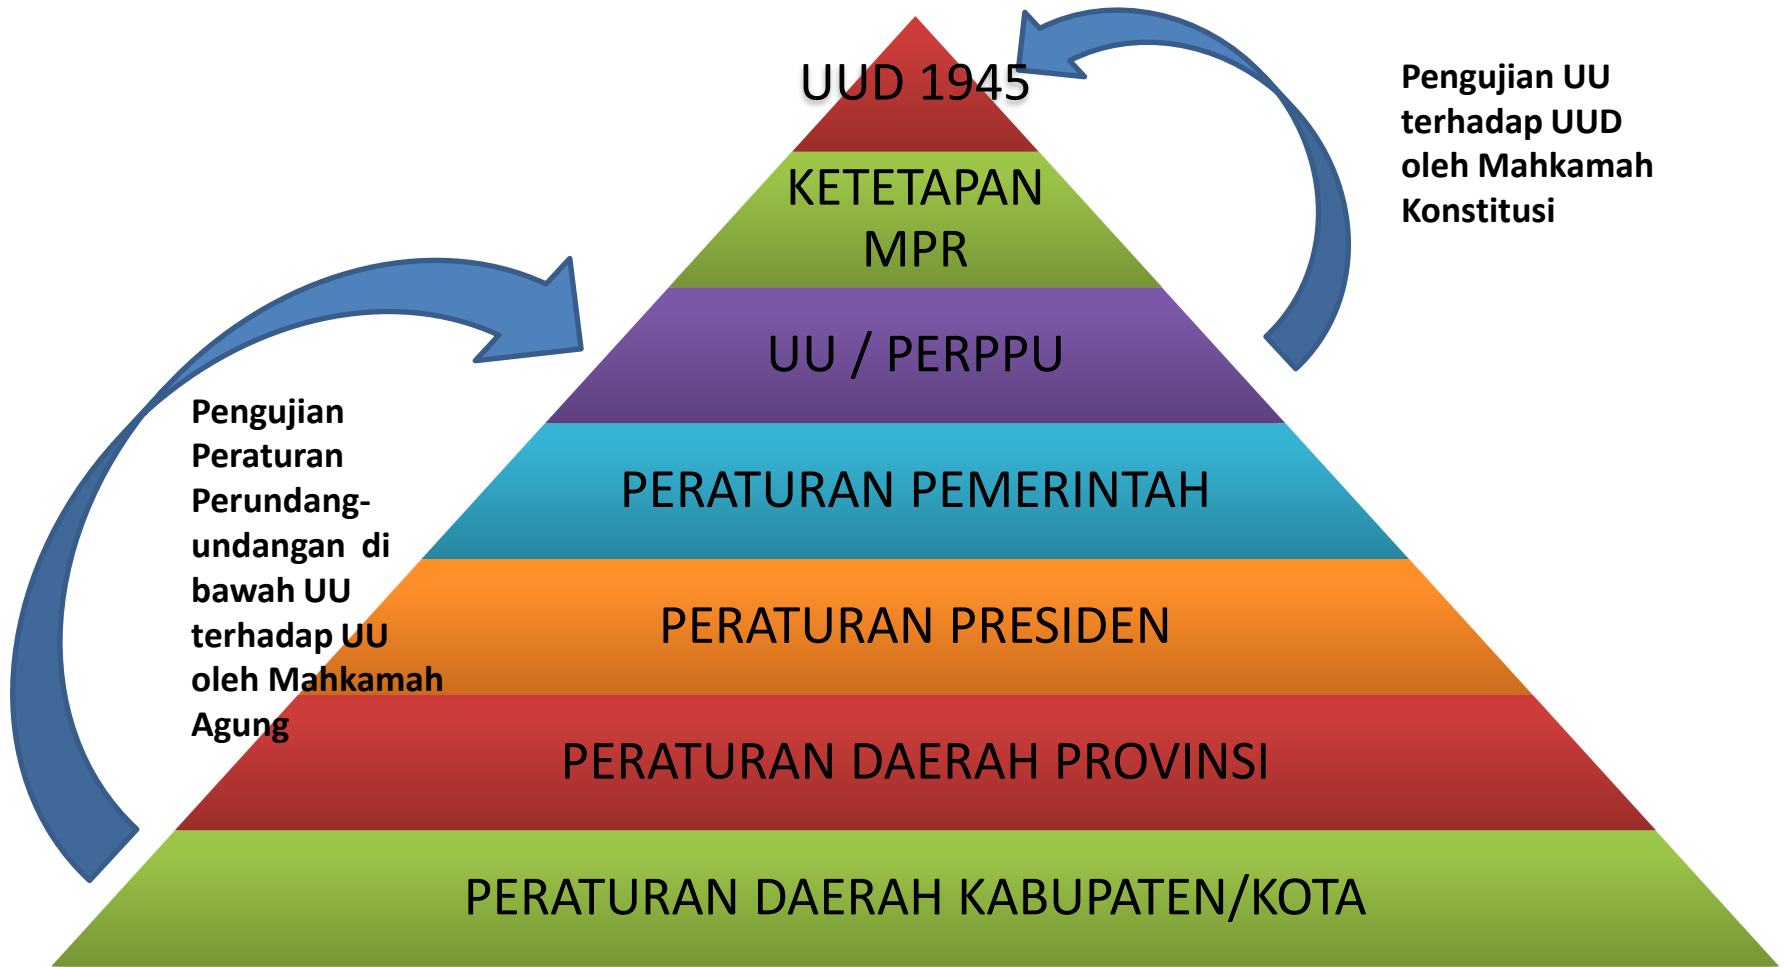 UUD 1945
KETETAPAN
MPR
UU / PERPPU
PERATURAN PEMERINTAH
PERATURAN PRESIDEN
PERATURAN DAERAH PROVINSI
PERATURAN DAERAH KABUPATEN/KOTA
Pengujian UU
terhadap UUD
oleh Mahkamah
Konstitusi
Pengujian
Peraturan
Perundang-
undangan  di
bawah UU
terhadap UU
oleh Mahkamah
Agung